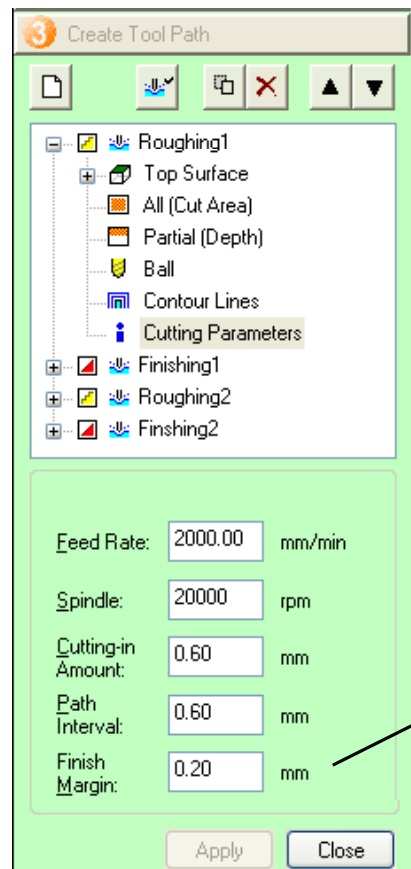 3 Create Tool Path
Roughing1
Top Surface
All (Cut Area)
Partial (Depth)
Ball
Contour Lines
Cutting Parameters
Finishing1
Roughing2
Finshing2
Feed Rate: 2000.00 mm/min
Spindle: 20000 rpm
Cutting-in
Amount: 0.60 mm
Path
Interval: 0.60 mm
Finish
Margin: 0.20 mm
Apply Close